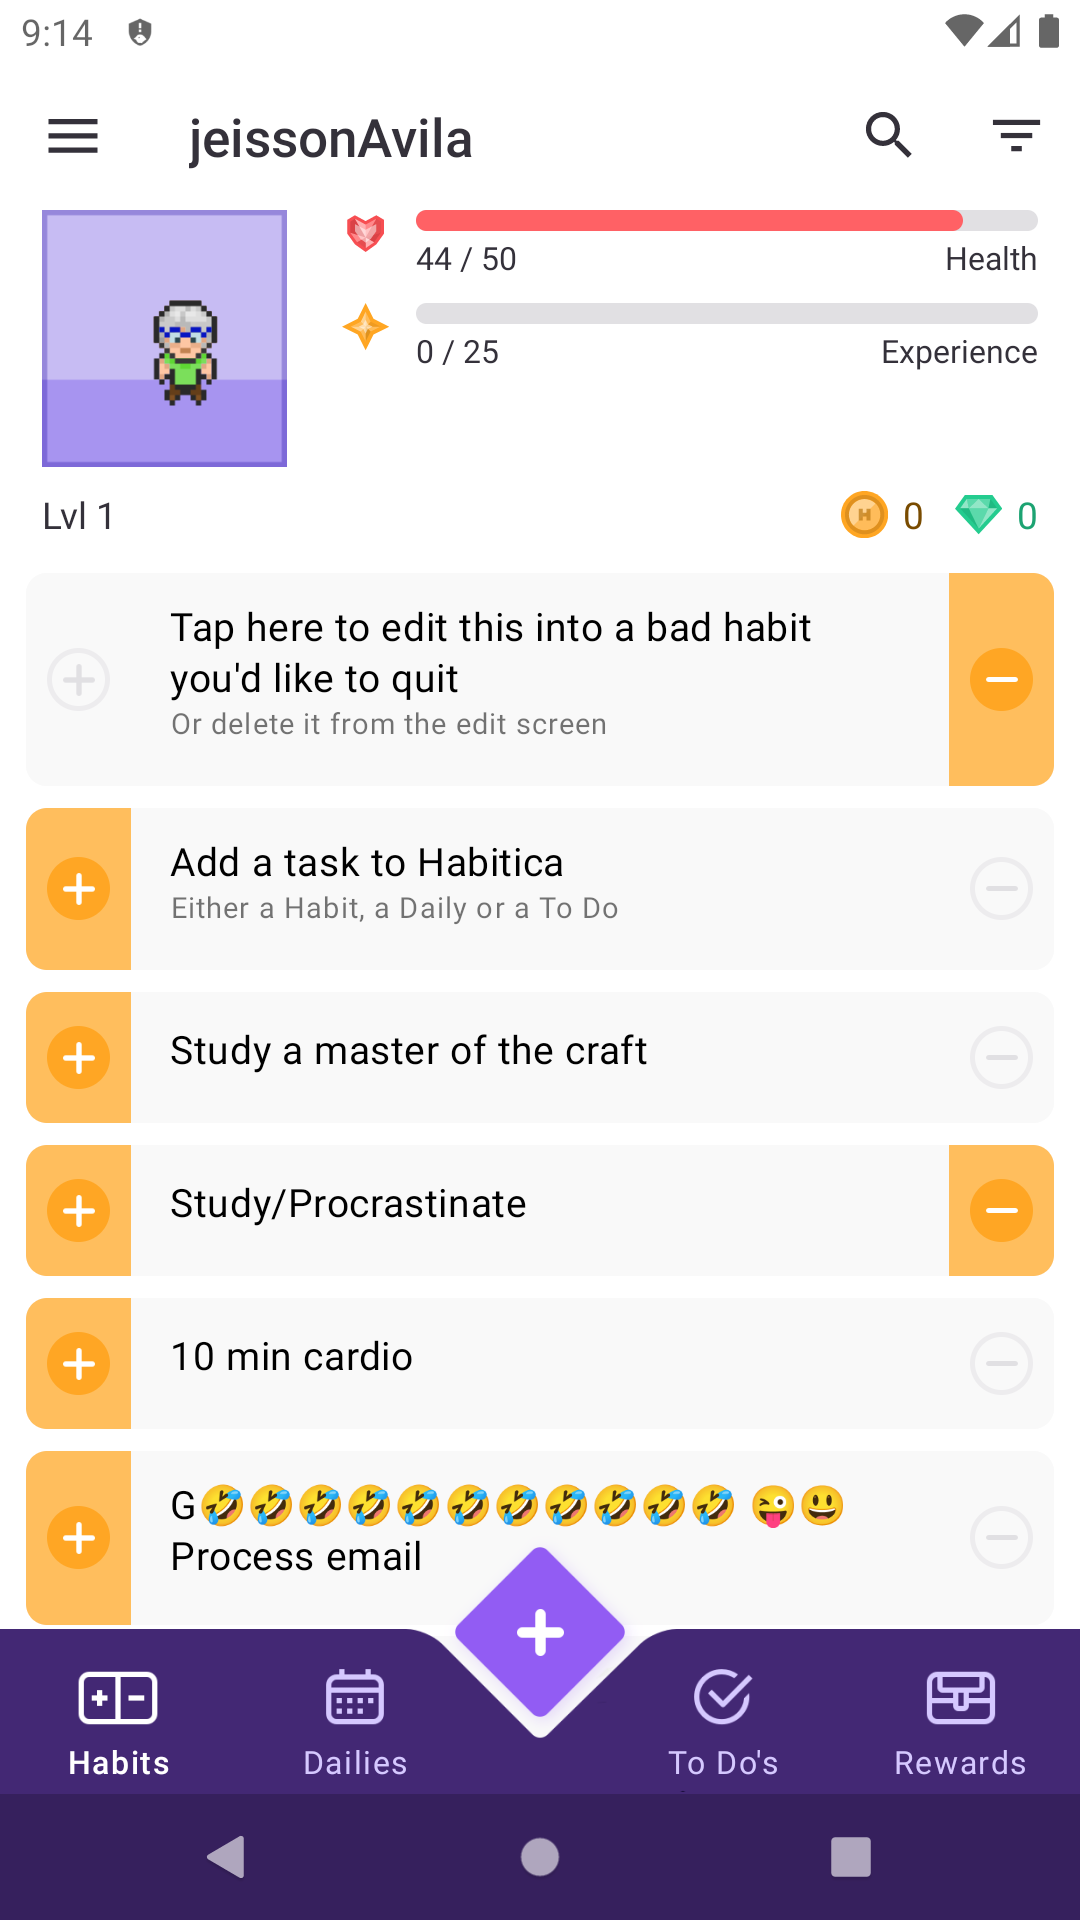 9:14
jeissonAvila
44 / 50 Health
0 / 25 Experience
Lvl 1 0 0
Tap here to edit this into a bad habit
you'd like to quit
Or delete it from the edit screen
Add a task to Habitica
Either a Habit, a Daily or a To Do
Study a master of the craft
Study/Procrastinate
10 min cardio
G🤣🤣🤣🤣🤣🤣🤣🤣🤣🤣🤣 😜😃
Process email
Habits Dailies To Do's Rewards